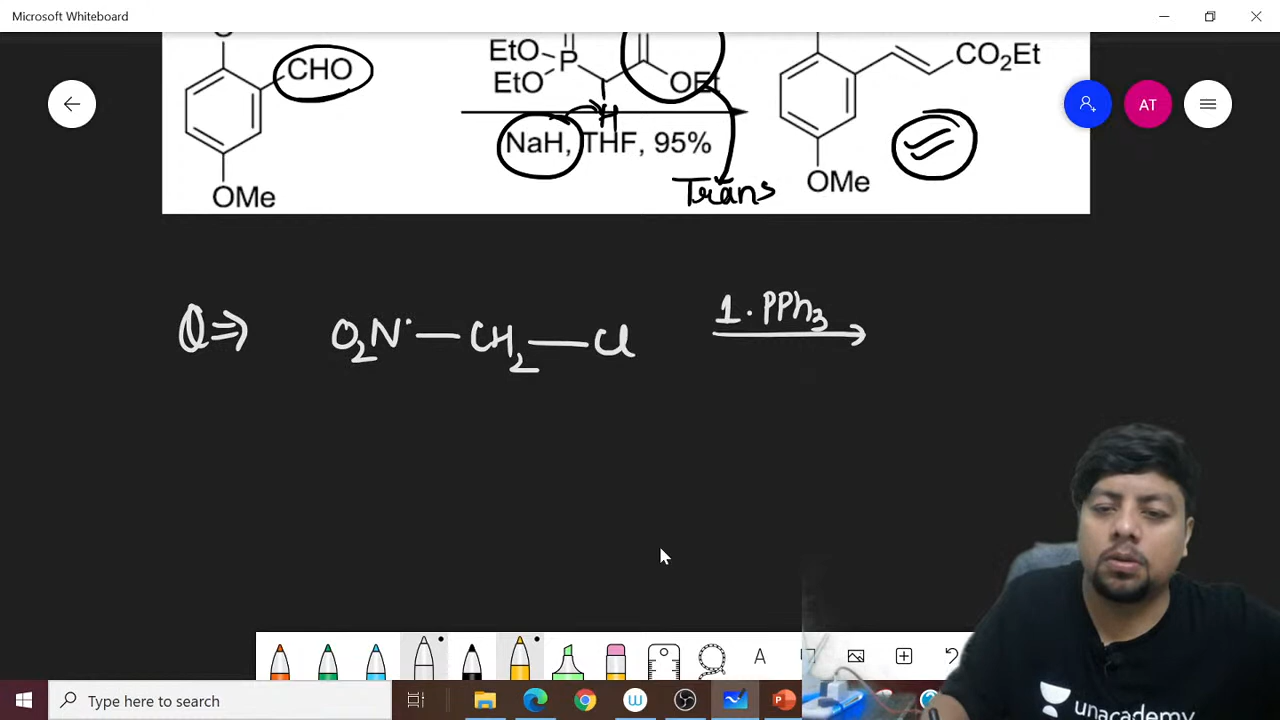 Microsoft Whiteboard
CHO
EtO
EtO
P
OEt
H
NaH, THF, 95%
Trans
OMe
CO₂Et
OMe
AT
Q⇒ O₂N—CH₂—Cl 1. PPh₃
A
Type here to search
unacademy